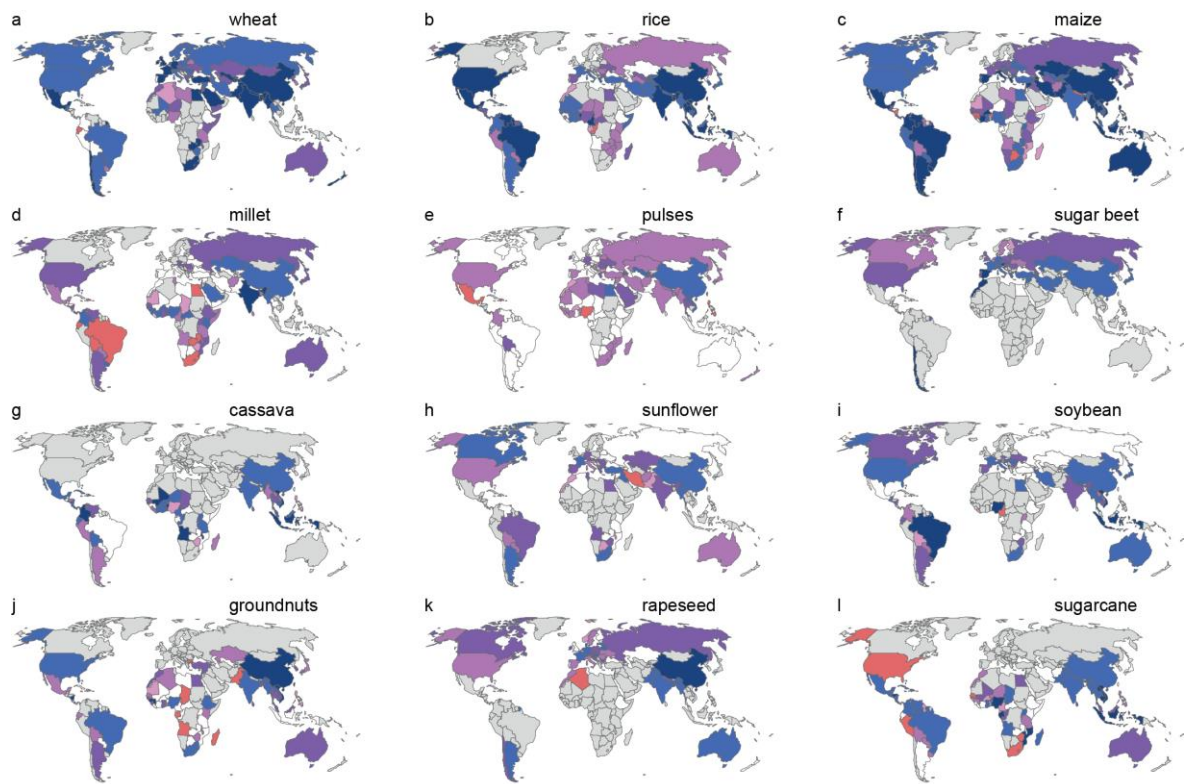 a wheat
b rice
c maize
d millet
e pulses
f sugar beet
g cassava
h sunflower
i soybean
j groundnuts
k rapeseed
l sugarcane